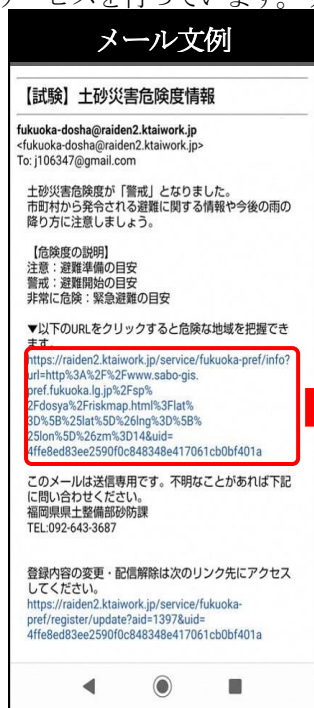 メール文例
【試験】土砂災害危険度情報
fukuoka-dosha@raiden2.ktaiwork.jp
<fukuoka-dosha@raiden2.ktaiwork.jp>
To: j106347@gmail.com
土砂災害危険度が「警戒」となりました。
市町村から発令される避難に関する情報や今後の雨の
降り方に注意しましょう。
【危険度の説明】
注意：避難準備の目安
警戒：避難開始の目安
非常に危険：緊急避難の目安
▼以下のURLをクリックすると危険な地域を把握でき
ます。
https://raiden2.ktaiwork.jp/service/fukuoka-pref/info?
url=http%3A%2F%2Fwww.sabo-gis.
pref.fukuoka.lg.jp%2Fsp%
2Fdosya%2Friskmap.html%3Flat%
3D%5B%25lat%5D%26lng%3D%5B%
25lon%5D%26zm%3D14&uid=
4ffe8ed83ee2590f0c848348e417061cb0bf401a
このメールは送信専用です。不明なことがあれば下記
に問い合わせください。
福岡県県土整備部砂防課
TEL:092-643-3687
登録内容の変更・配信解除は次のリンク先にアクセス
してください。
https://raiden2.ktaiwork.jp/service/fukuoka-
pref/register/update?aid=1397&uid=
4ffe8ed83ee2590f0c848348e417061cb0bf401a